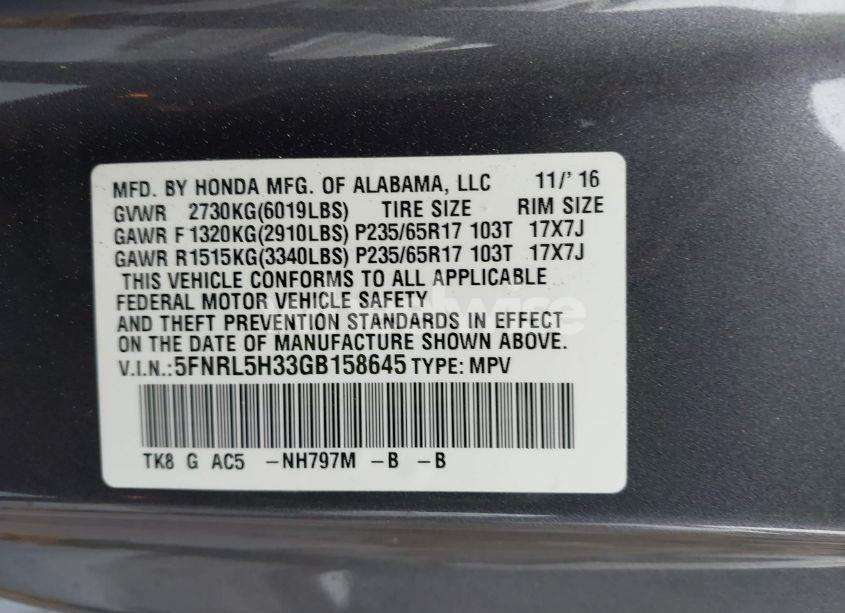 MFD. BY HONDA MFG. OF ALABAMA, LLC 11/'16
GVWR 2730KG(6019LBS) TIRE SIZE RIM SIZE
GAWR F1320KG(2910LBS) P235/65R17 103T 17X7J
GAWR R1515KG(3340LBS) P235/65R17 103T 17X7J
THIS VEHICLE CONFORMS TO ALL APPLICABLE
FEDERAL MOTOR VEHICLE SAFETY
AND THEFT PREVENTION STANDARDS IN EFFECT
ON THE DATE OF MANUFACTURE SHOWN ABOVE.
V.I.N.:5FNRL5H33GB158645 TYPE: MPV
TK8 G AC5 -NH797M -B -B